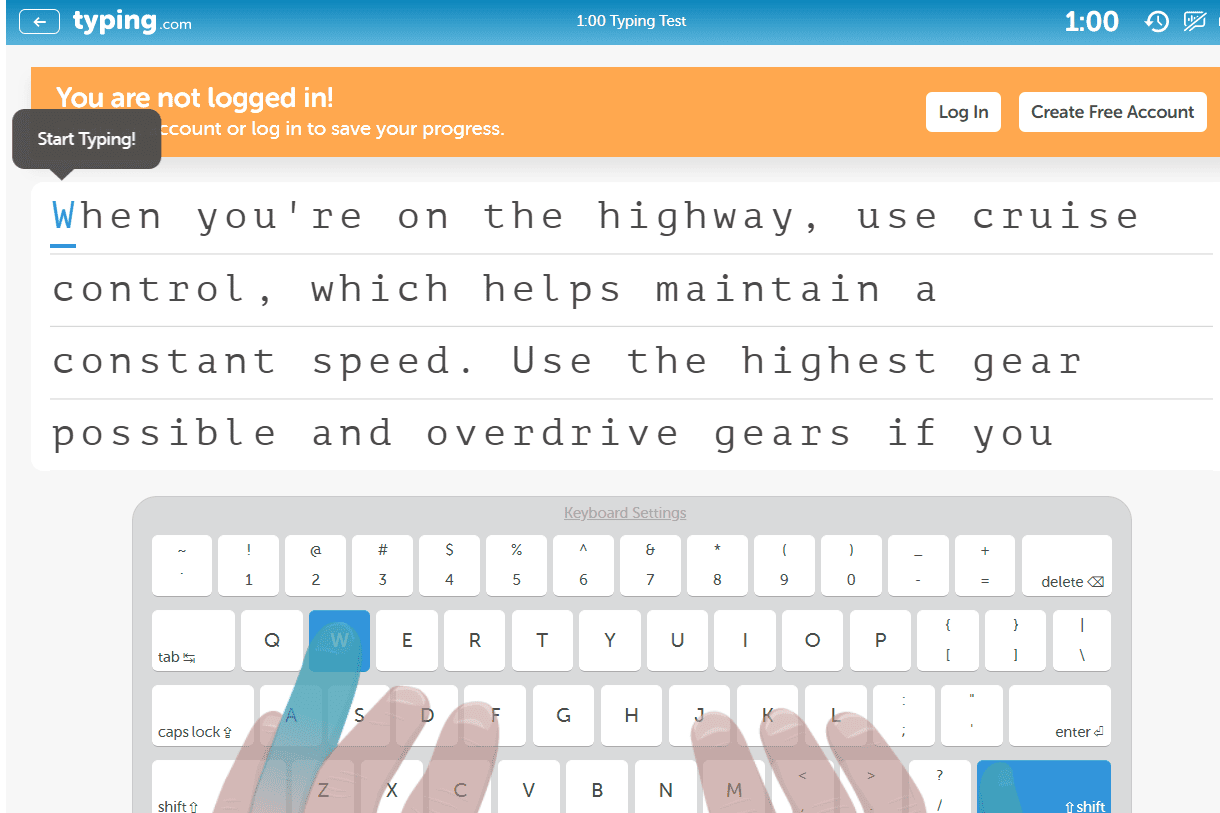 typing.com
1:00 Typing Test
1:00
You are not logged in!
Log In
Create Free Account
ccount or log in to save your progress.
Start Typing!
When you're on the highway, use cruise
control, which helps maintain a
constant speed. Use the highest gear
possible and overdrive gears if you
Keyboard Settings
~ ! @ # $ % ^ & * ( ) _ +
` 1 2 3 4 5 6 7 8 9 0 - = delete
tab Q W E R T Y U I O P { [ } ] | \
caps lock A S D F G H J K L : ; " ' enter
shift Z X C V B N M < , > . ? / shift